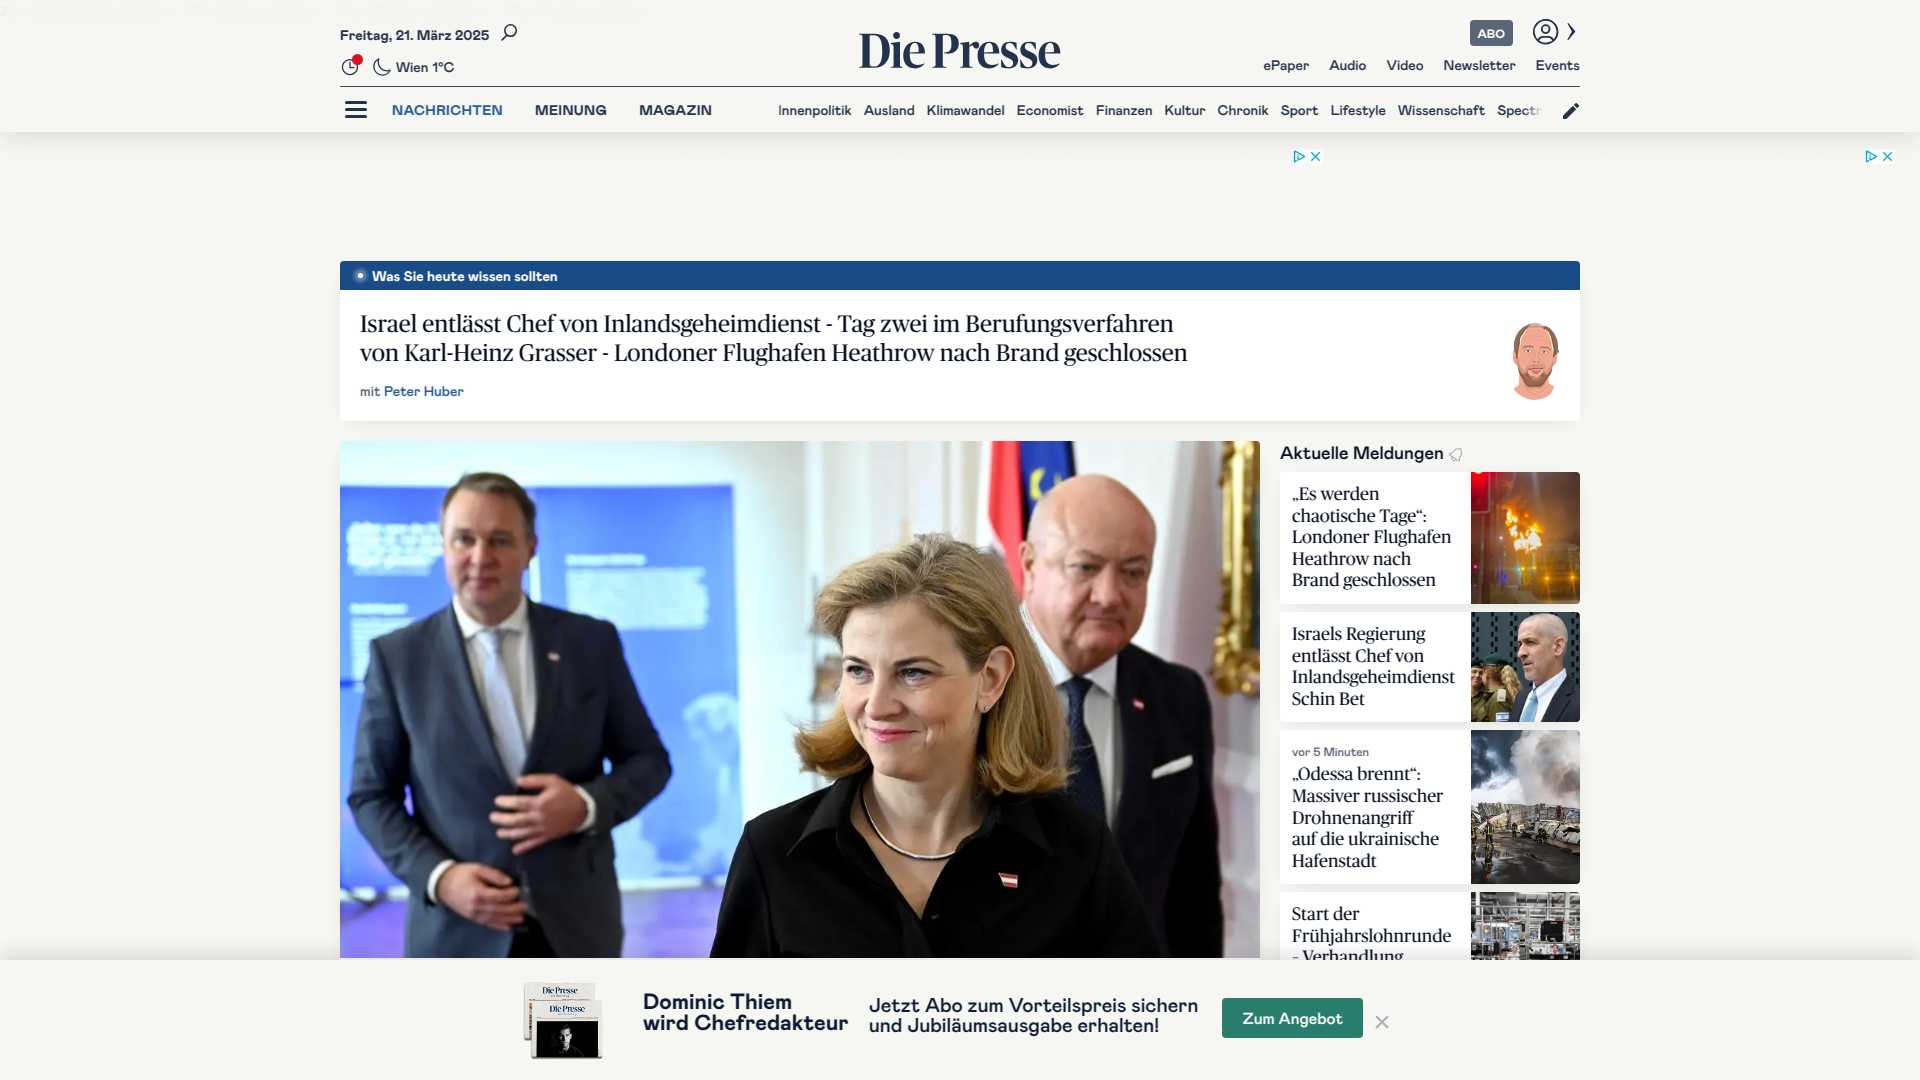 Freitag, 21. März 2025
Wien 1°C
Die Presse
ABO
ePaper Audio Video Newsletter Events
NACHRICHTEN MEINUNG MAGAZIN
Innenpolitik Ausland Klimawandel Economist Finanzen Kultur Chronik Sport Lifestyle Wissenschaft Spectr
Was Sie heute wissen sollten
Israel entlässt Chef von Inlandsgeheimdienst - Tag zwei im Berufungsverfahren
von Karl-Heinz Grasser - Londoner Flughafen Heathrow nach Brand geschlossen
mit Peter Huber
Aktuelle Meldungen
„Es werden
chaotische Tage“:
Londoner Flughafen
Heathrow nach
Brand geschlossen
Israels Regierung
entlässt Chef von
Inlandsgeheimdienst
Schin Bet
vor 5 Minuten
„Odessa brennt“:
Massiver russischer
Drohnenangriff
auf die ukrainische
Hafenstadt
Start der
Frühjahrslohnrunde
- Verhandlung
Die Presse
Die Presse
Dominic Thiem
wird Chefredakteur
Jetzt Abo zum Vorteilspreis sichern
und Jubiläumsausgabe erhalten!
Zum Angebot